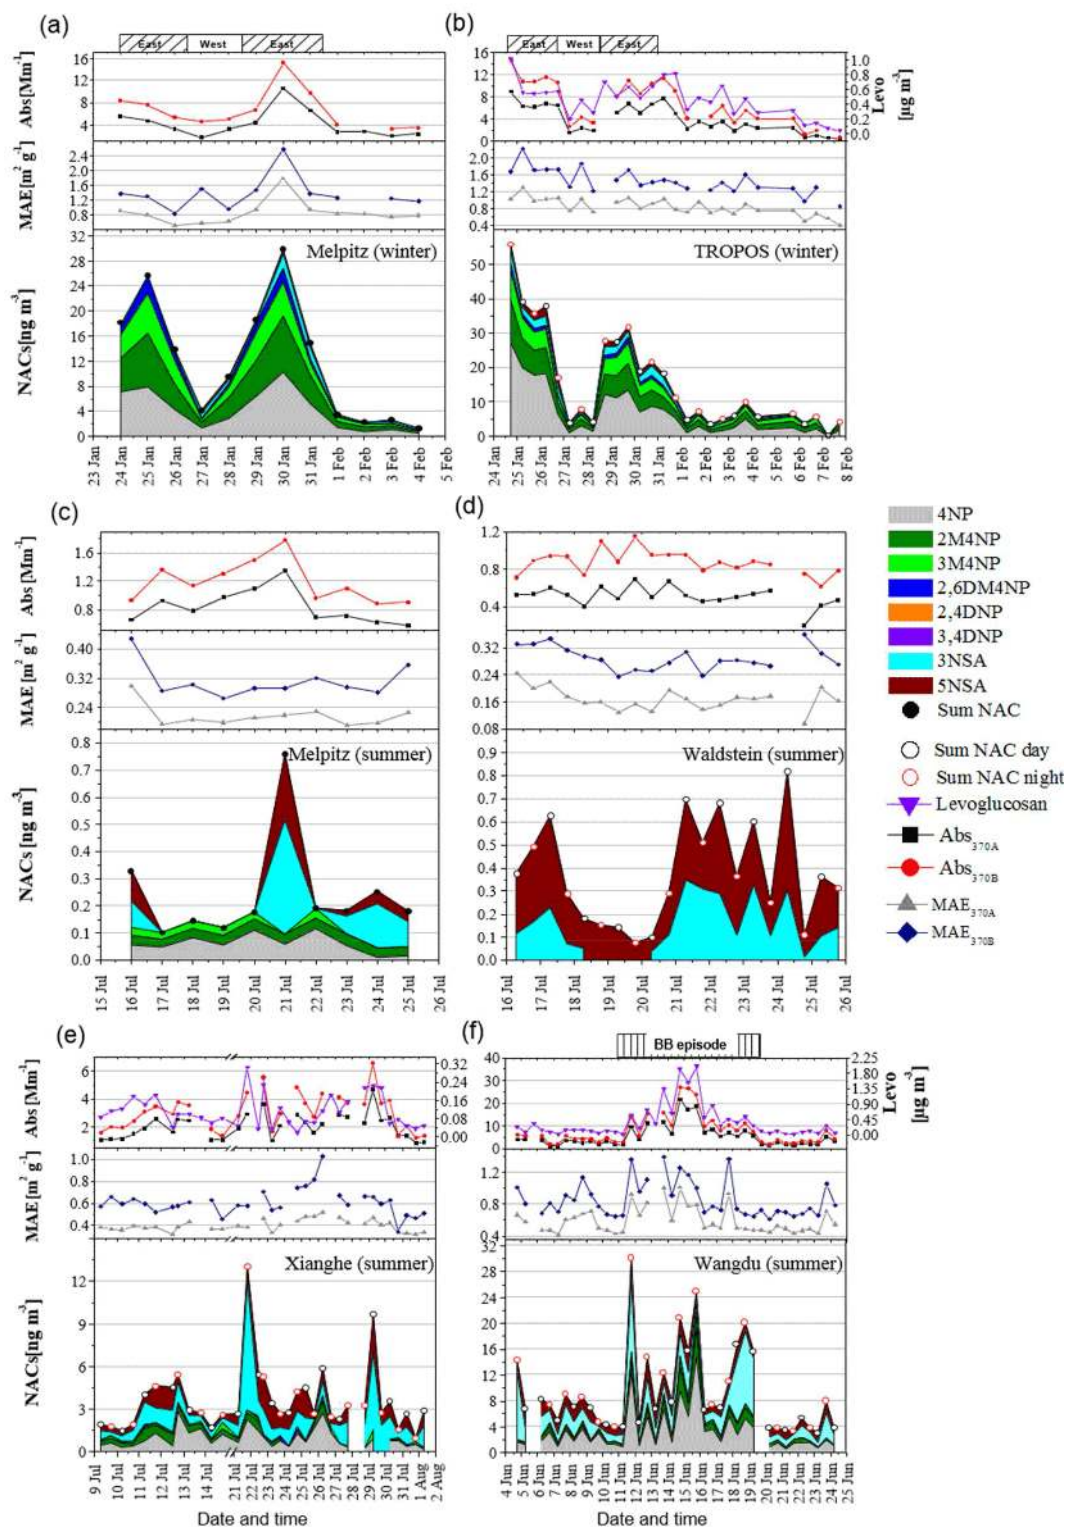 (a)
East West East
Abs[Mm⁻¹]
16
12
8
4
MAE[m² g⁻¹]
2.4
2.0
1.6
1.2
0.8
NACs[ng m⁻³]
32
28
24
20
16
12
8
4
0
Melpitz (winter)
23 Jan
24 Jan
25 Jan
26 Jan
27 Jan
28 Jan
29 Jan
30 Jan
31 Jan
1 Feb
2 Feb
3 Feb
4 Feb
5 Feb
(b)
East West East
16
12
8
4
0
1.0
0.8
0.6
0.4
0.2
0.0
Levo
[µg m⁻³]
2.0
1.6
1.2
0.8
0.4
50
40
30
20
10
0
TROPOS (winter)
24 Jan
25 Jan
26 Jan
27 Jan
28 Jan
29 Jan
30 Jan
31 Jan
1 Feb
2 Feb
3 Feb
4 Feb
5 Feb
6 Feb
7 Feb
8 Feb
(c)
Abs [Mm⁻¹]
1.6
1.2
0.8
MAE [m² g⁻¹]
0.40
0.32
0.24
NACs [ng m⁻³]
0.8
0.7
0.6
0.5
0.4
0.3
0.2
0.1
0.0
Melpitz (summer)
15 Jul
16 Jul
17 Jul
18 Jul
19 Jul
20 Jul
21 Jul
22 Jul
23 Jul
24 Jul
25 Jul
26 Jul
(d)
1.2
0.8
0.4
0.32
0.24
0.16
0.08
0.9
0.8
0.7
0.6
0.5
0.4
0.3
0.2
0.1
0.0
Waldstein (summer)
16 Jul
17 Jul
18 Jul
19 Jul
20 Jul
21 Jul
22 Jul
23 Jul
24 Jul
25 Jul
26 Jul
4NP
2M4NP
3M4NP
2,6DM4NP
2,4DNP
3,4DNP
3NSA
5NSA
Sum NAC
Sum NAC day
Sum NAC night
Levoglucosan
Abs370A
Abs370B
MAE370A
MAE370B
(e)
Abs [Mm⁻¹]
6
4
2
0.32
0.24
0.16
0.08
0.00
MAE [m² g⁻¹]
1.0
0.8
0.6
0.4
NACs[ng m⁻³]
12
9
6
3
0
Xianghe (summer)
9 Jul
10 Jul
11 Jul
12 Jul
13 Jul
14 Jul
15 Jul
21 Jul
22 Jul
23 Jul
24 Jul
25 Jul
26 Jul
27 Jul
28 Jul
29 Jul
30 Jul
31 Jul
1 Aug
2 Aug
Date and time
(f)
BB episode
40
30
20
10
0
2.25
1.80
1.35
0.90
0.45
0.00
Levo
[µg m⁻³]
1.2
0.8
0.4
32
28
24
20
16
12
8
4
0
Wangdu (summer)
4 Jun
5 Jun
6 Jun
7 Jun
8 Jun
9 Jun
10 Jun
11 Jun
12 Jun
13 Jun
14 Jun
15 Jun
16 Jun
17 Jun
18 Jun
19 Jun
20 Jun
21 Jun
22 Jun
23 Jun
24 Jun
25 Jun
Date and time